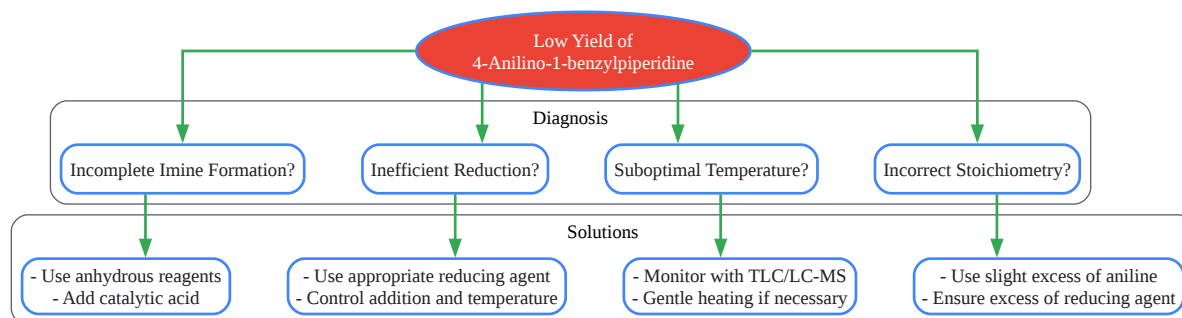 Low Yield of
4-Anilino-1-benzylpiperidine
Diagnosis
Incomplete Imine Formation?
Inefficient Reduction?
Suboptimal Temperature?
Incorrect Stoichiometry?
Solutions
- Use anhydrous reagents
- Add catalytic acid
- Use appropriate reducing agent
- Control addition and temperature
- Monitor with TLC/LC-MS
- Gentle heating if necessary
- Use slight excess of aniline
- Ensure excess of reducing agent